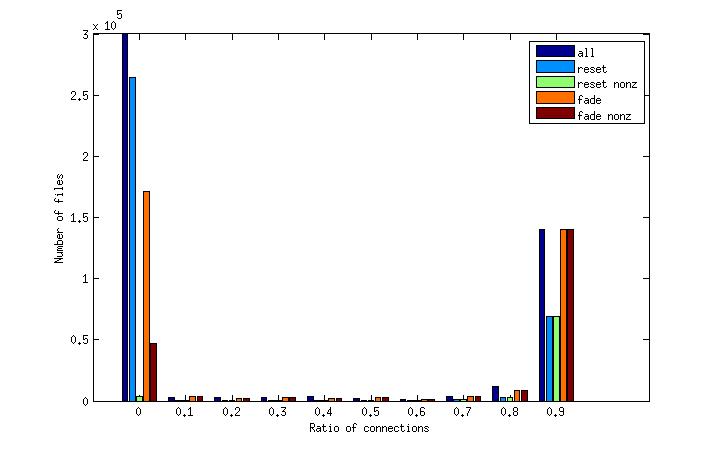 x 10 5
3
2.5
2
1.5
1
0.5
0
Number of files
all
reset
reset nonz
fade
fade nonz
0 0.1 0.2 0.3 0.4 0.5 0.6 0.7 0.8 0.9
Ratio of connections